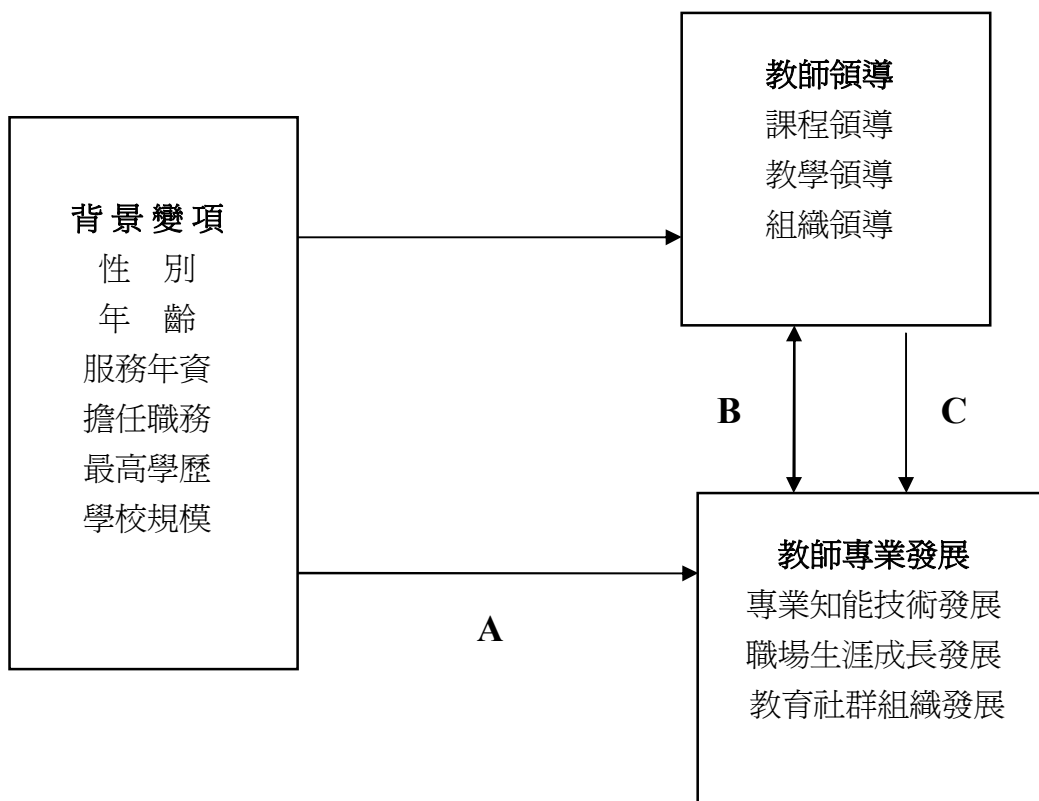 教師領導
課程領導
教學領導
組織領導
背景變項
性　別
年　齡
服務年資
擔任職務
最高學歷
學校規模
B
C
A
教師專業發展
專業知能技術發展
職場生涯成長發展
教育社群組織發展